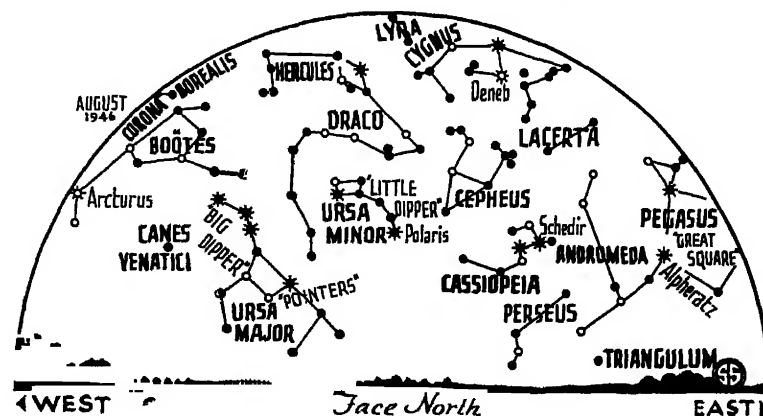 LYRA
CYGNUS
HERCULES
Deneb
AUGUST
1946
CORONA BOREALIS
BOÖTES
DRACO
LACERTA
Arcturus
"LITTLE
DIPPER"
URSA
MINOR
Polaris
CEPHEUS
"BIG
DIPPER"
CANES
VENATICI
Schedir
CASSIOPEIA
ANDROMEDA
PEGASUS
"GREAT
SQUARE"
Alpheratz
"POINTERS"
URSA
MAJOR
PERSEUS
TRIANGULUM
WEST
Face North
EAST